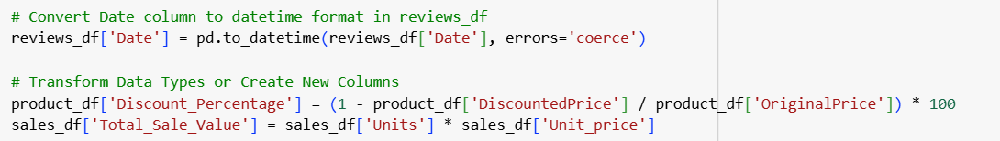 # Convert Date column to datetime format in reviews_df
reviews_df['Date'] = pd.to_datetime(reviews_df['Date'], errors='coerce')
# Transform Data Types or Create New Columns
product_df['Discount_Percentage'] = (1 - product_df['DiscountedPrice'] / product_df['OriginalPrice']) * 100
sales_df['Total_Sale_Value'] = sales_df['Units'] * sales_df['Unit_price']